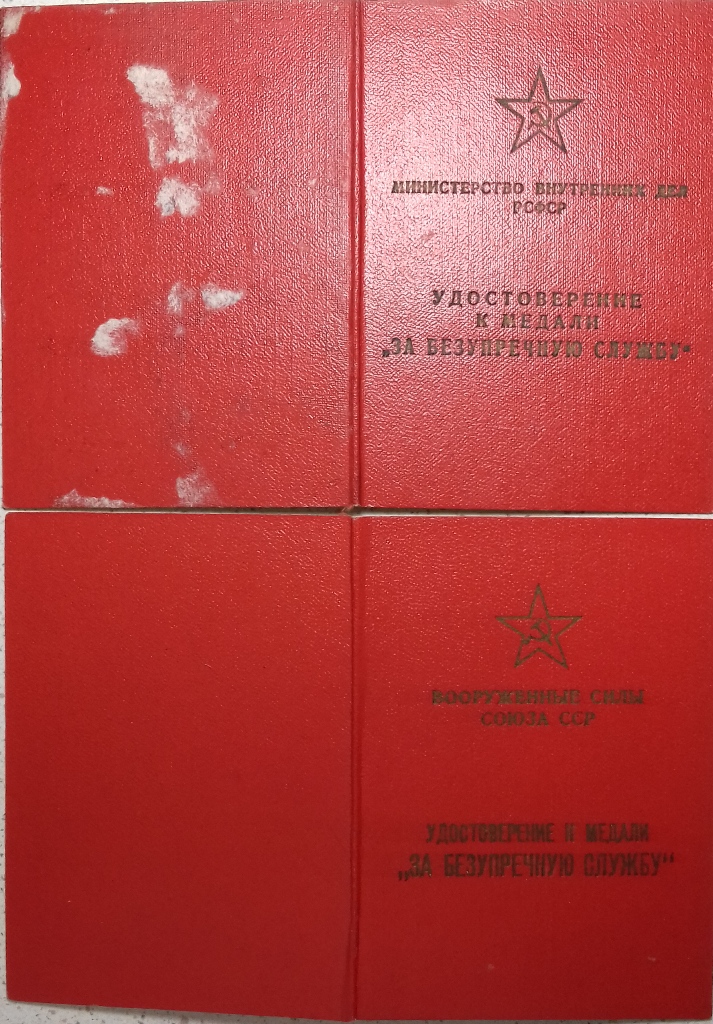 МИНИСТЕРСТВО ВНУТРЕННИХ ДЕЛ
РСФСР
УДОСТОВЕРЕНИЕ
К МЕДАЛИ
„ЗА БЕЗУПРЕЧНУЮ СЛУЖБУ“
ВООРУЖЕННЫЕ СИЛЫ
СОЮЗА ССР
УДОСТОВЕРЕНИЕ К МЕДАЛИ
„ЗА БЕЗУПРЕЧНУЮ СЛУЖБУ“